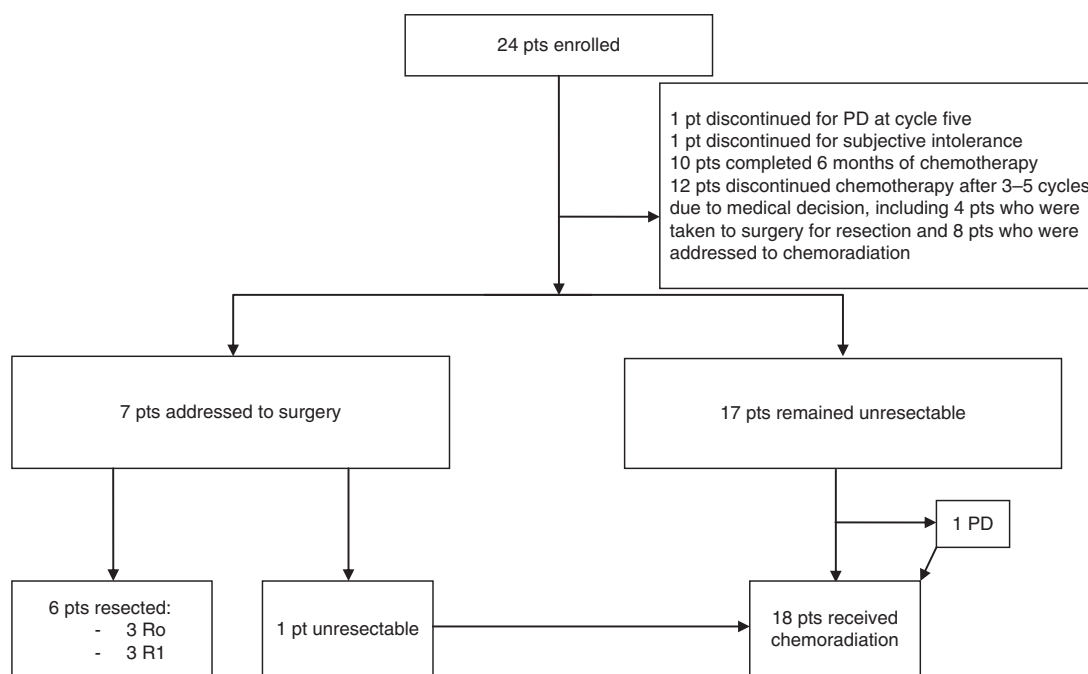 24 pts enrolled
1 pt discontinued for PD at cycle five
1 pt discontinued for subjective intolerance
10 pts completed 6 months of chemotherapy
12 pts discontinued chemotherapy after 3–5 cycles
due to medical decision, including 4 pts who were
taken to surgery for resection and 8 pts who were
addressed to chemoradiation
7 pts addressed to surgery
17 pts remained unresectable
1 PD
6 pts resected:
- 3 Ro
- 3 R1
1 pt unresectable
18 pts received
chemoradiation